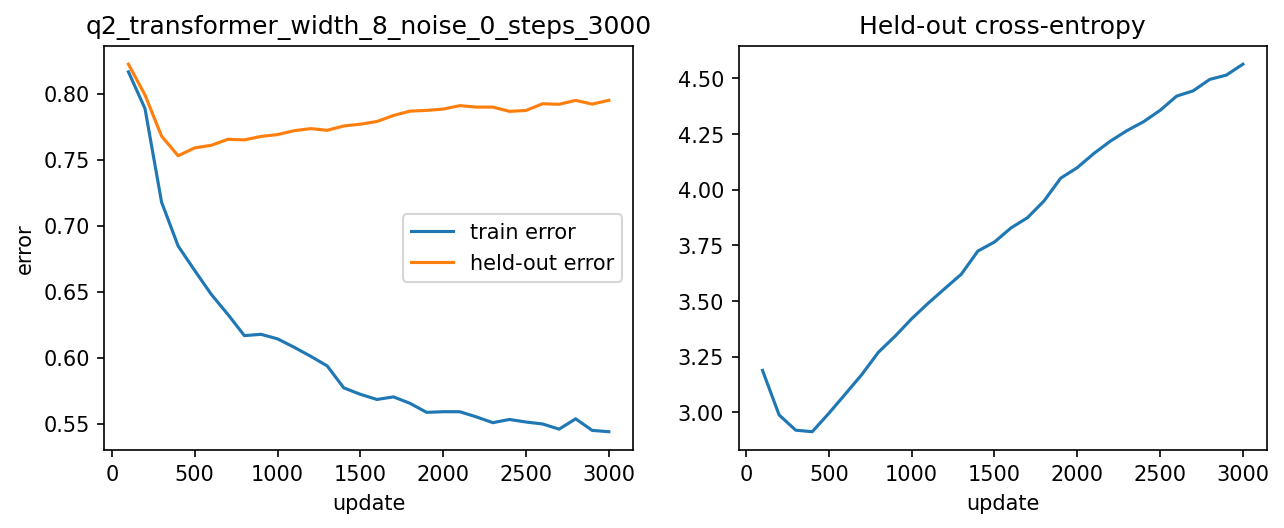 q2_transformer_width_8_noise_0_steps_3000
error
0.80
0.75
0.70
0.65
0.60
0.55
train error
held-out error
0 500 1000 1500 2000 2500 3000
update
Held-out cross-entropy
4.50
4.25
4.00
3.75
3.50
3.25
3.00
0 500 1000 1500 2000 2500 3000
update